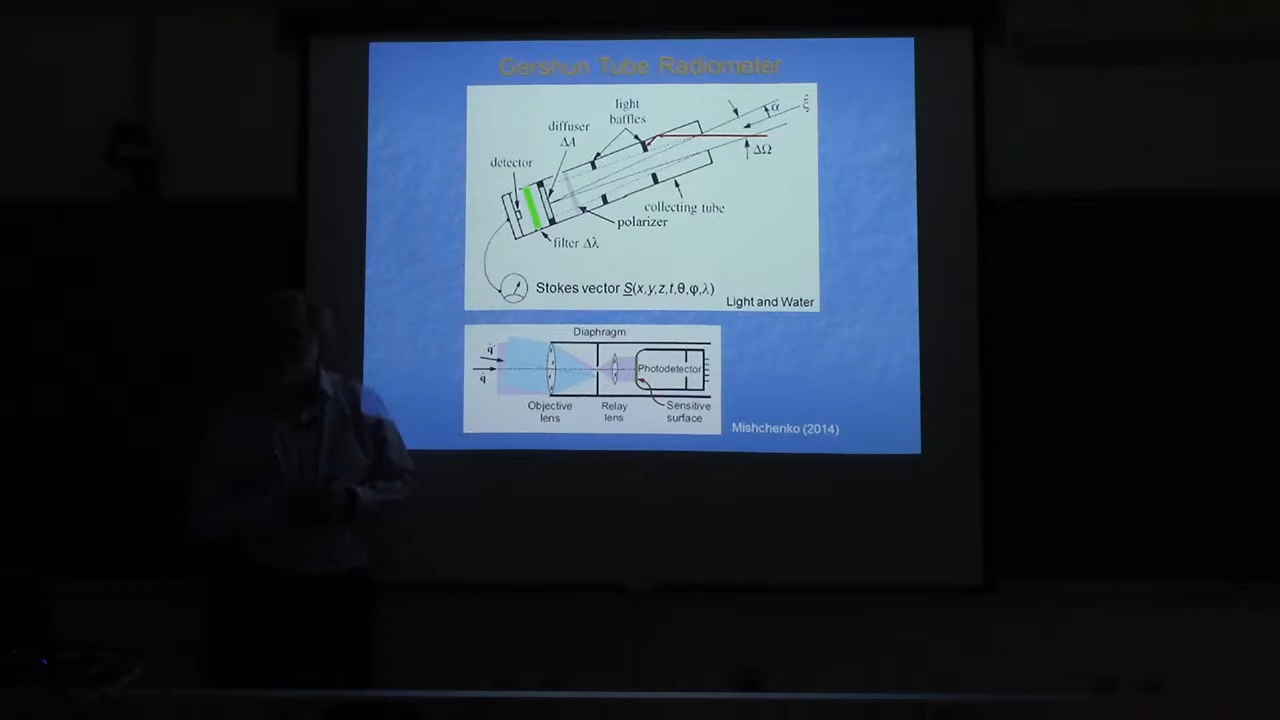 Gershun Tube Radiometer
light
baffles
diffuser
ΔA
detector
α
ξ
ΔΩ
collecting tube
polarizer
filter Δλ
Stokes vector S(x,y,z,t,θ,φ,λ)
Light and Water
Diaphragm
q̂'
q̂
Photodetector
Objective
lens
Relay
lens
Sensitive
surface
Mishchenko (2014)